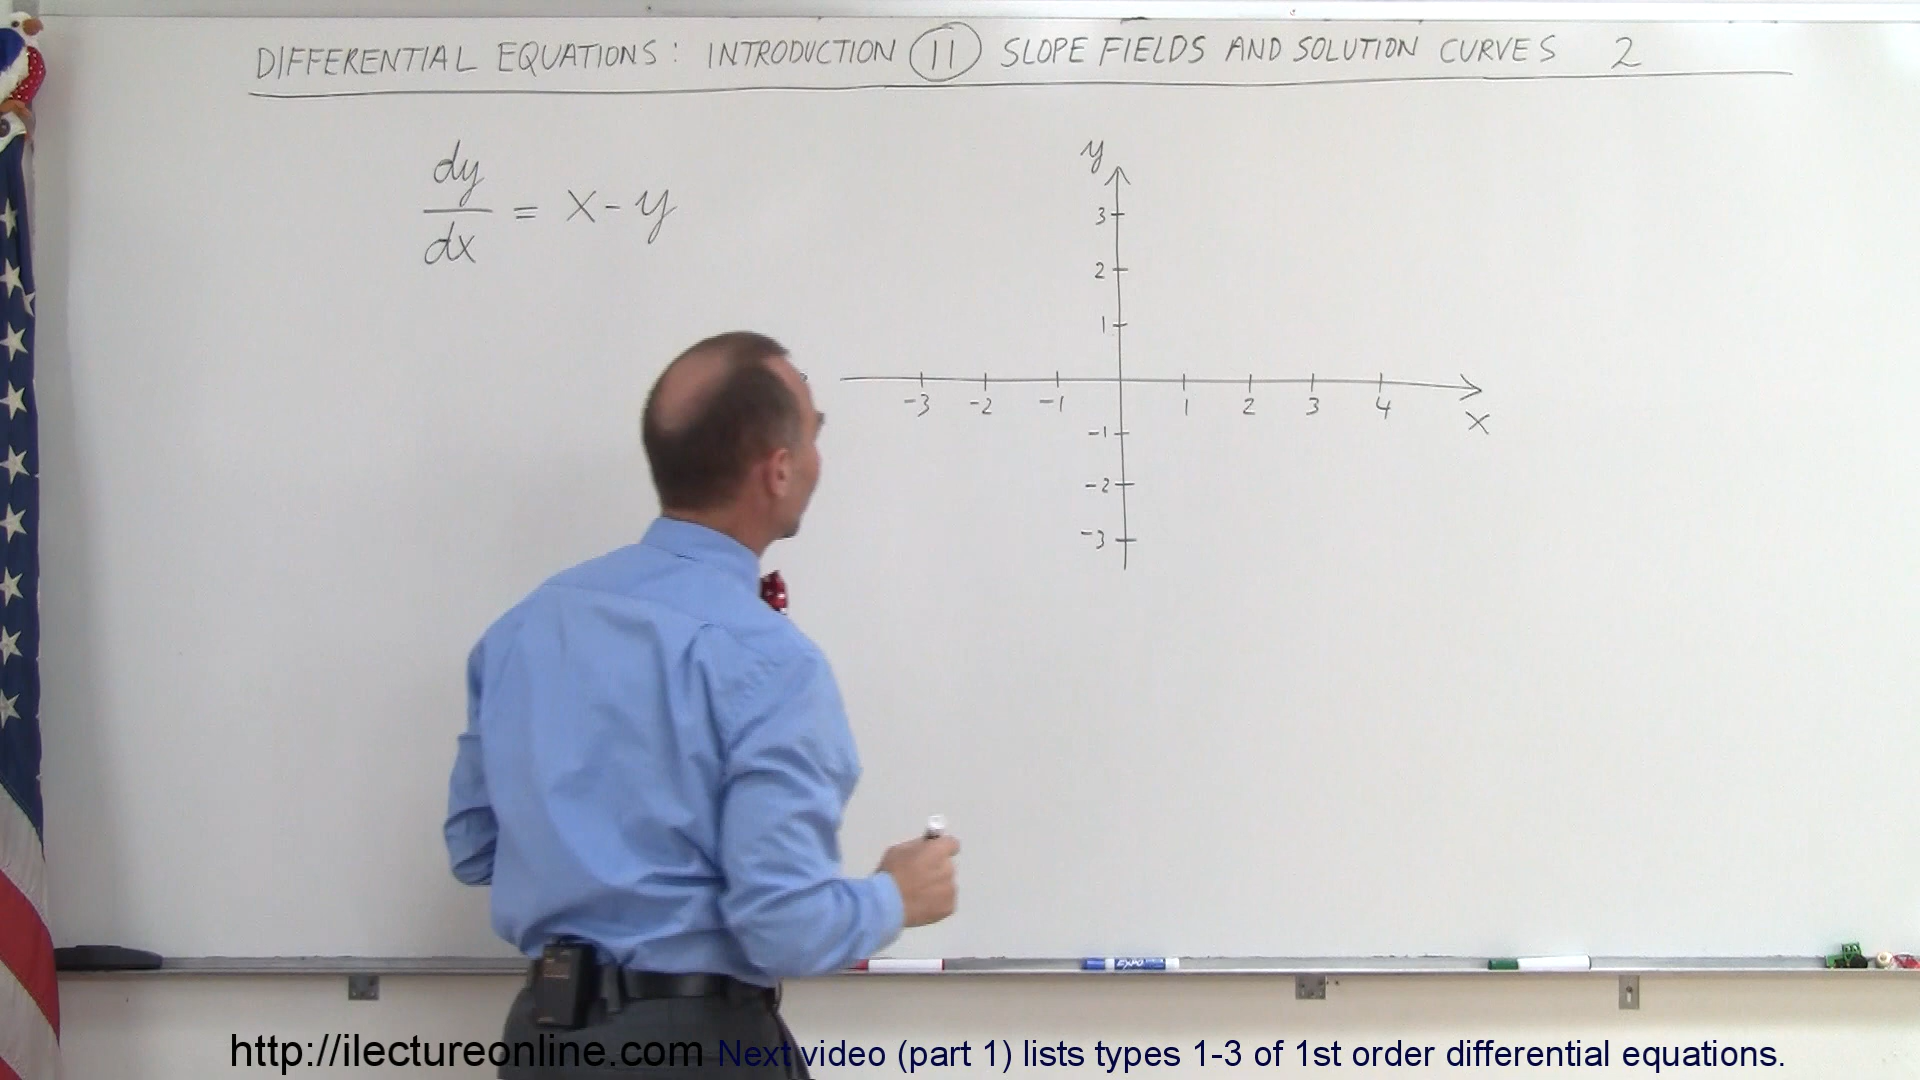 DIFFERENTIAL EQUATIONS: INTRODUCTION 11 SLOPE FIELDS AND SOLUTION CURVES 2
dy
dx
= x - y
y
3
2
1
-3 -2 -1 1 2 3 4
x
-1
-2
-3
EXPO
http://ilectureonline.com Next video (part 1) lists types 1-3 of 1st order differential equations.